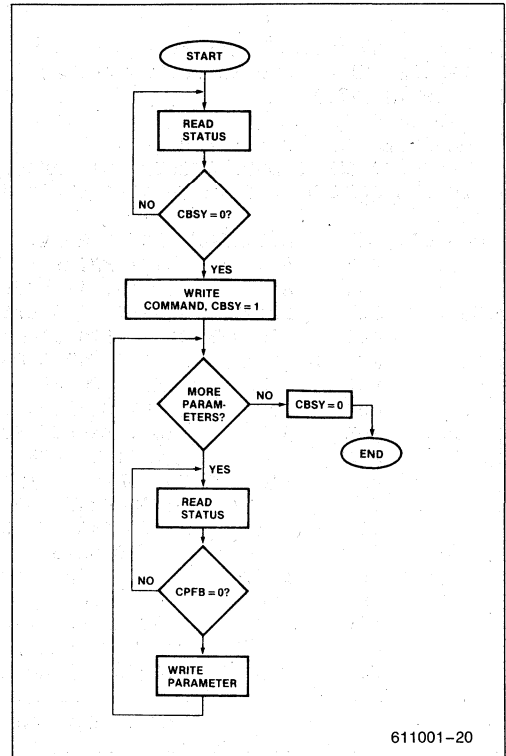 START
READ
STATUS
NO
CBSY = 0?
YES
WRITE
COMMAND, CBSY = 1
MORE
PARAM-
ETERS?
NO
CBSY = 0
END
YES
READ
STATUS
NO
CPFB = 0?
WRITE
PARAMETER
611001–20